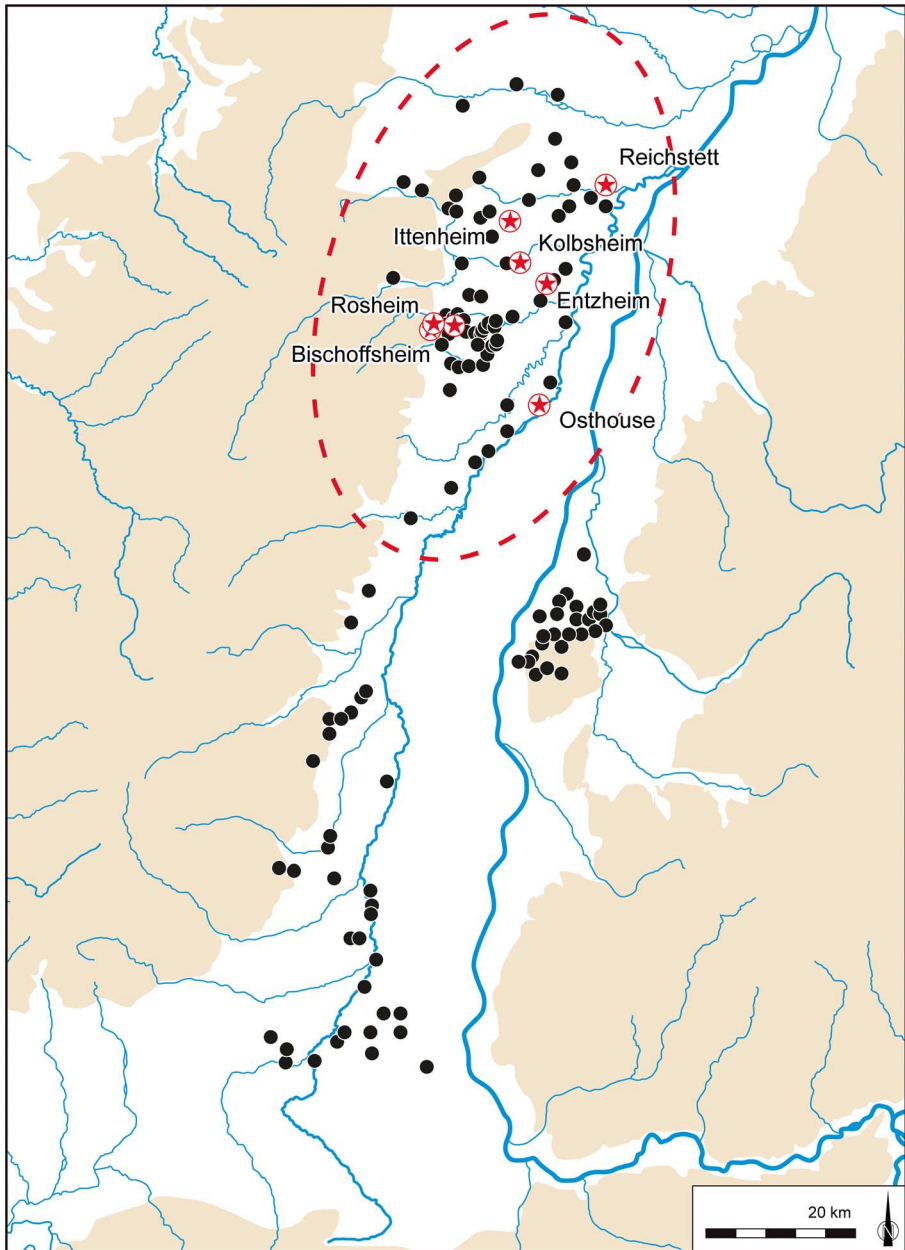 Reichstett
Ittenheim
Kolbsheim
Entzheim
Rosheim
Bischoffsheim
Osthouse
20 km
N